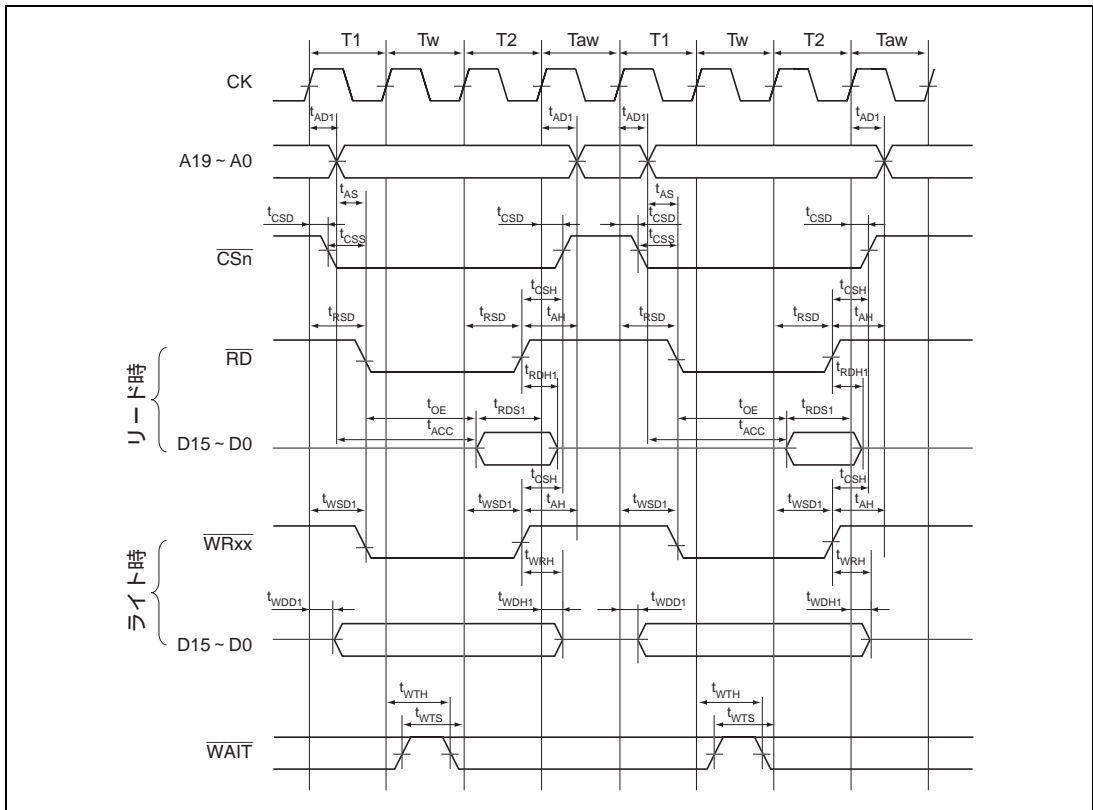 T1 Tw T2 Taw T1 Tw T2 Taw
CK
tAD1 tAD1 tAD1 tAD1
A19 ~ A0
tAS tAS
tCSD tCSD tCSD tCSD
tCSS tCSS
CSn
tCSH tCSH
tRSD tRSD tAH tRSD tRSD tAH
RD
tRDH1 tRDH1
リード時
tOE tRDS1 tOE tRDS1
tACC tACC
D15 ~ D0
tCSH tCSH
tWSD1 tWSD1 tAH tWSD1 tWSD1 tAH
WRxx
tWRH tWRH
ライト時
tWDD1 tWDH1 tWDD1 tWDH1
D15 ~ D0
tWTH tWTH
tWTS tWTS
WAIT